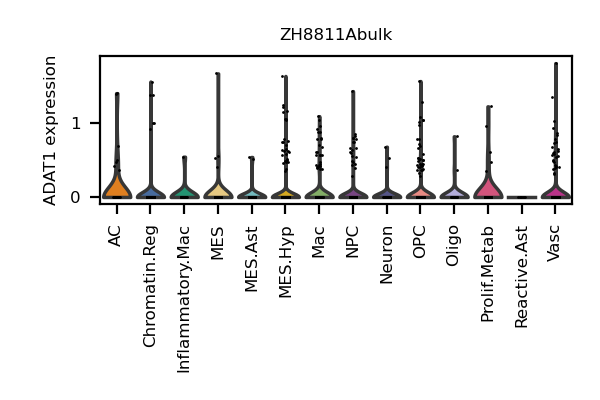 ZH8811Abulk
ADAT1 expression
1
0
AC
Chromatin.Reg
Inflammatory.Mac
MES
MES.Ast
MES.Hyp
Mac
NPC
Neuron
OPC
Oligo
Prolif.Metab
Reactive.Ast
Vasc